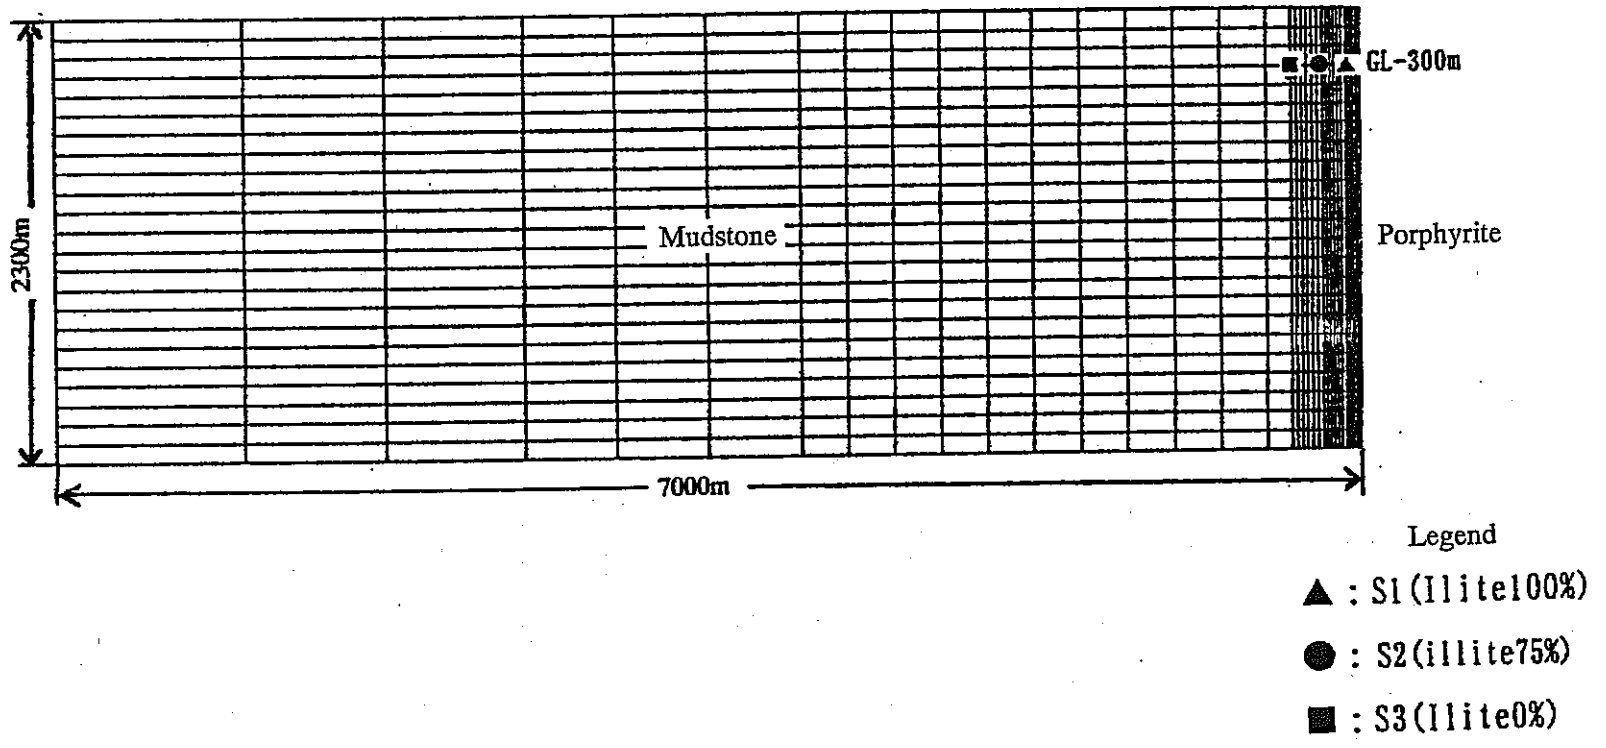 GL-300m
2300m
Mudstone
Porphyrite
7000m
Legend
▲ : S1(Ilite100%)
● : S2(illite75%)
■ : S3(Ilite0%)